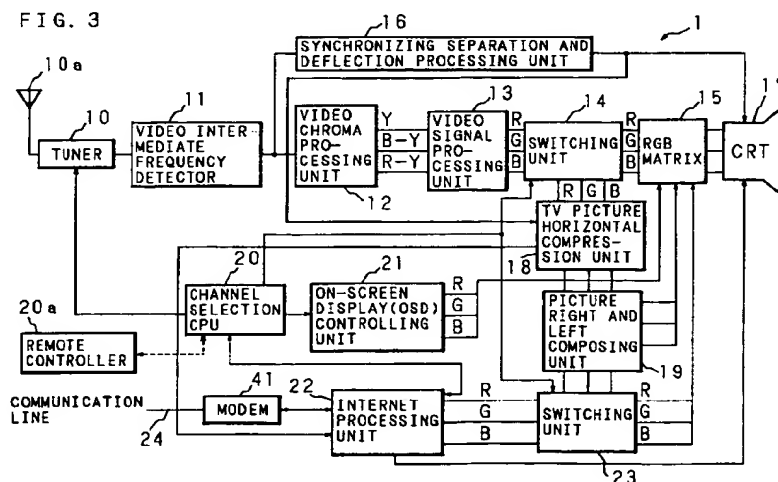 FIG. 3
10a
10
TUNER
11
VIDEO INTER-
MEDIATE
FREQUENCY
DETECTOR
16
SYNCHRONIZING SEPARATION AND
DEFLECTION PROCESSING UNIT
1
VIDEO
CHROMA
PRO-
CESSING
UNIT
12
Y
B-Y
R-Y
13
VIDEO
SIGNAL
PRO-
CESSING
UNIT
R
G
B
14
SWITCHING
UNIT
R
G
B
15
RGB
MATRIX
CRT
R G B
TV PICTURE
HORIZONTAL
COMPRES-
SION UNIT
18
20
CHANNEL
SELECTION
CPU
21
ON-SCREEN
DISPLAY(OSD)
CONTROLLING
UNIT
R
G
B
PICTURE
RIGHT AND
LEFT
COMPOSING
UNIT
19
20a
REMOTE
CONTROLLER
COMMUNICATION
LINE
24
41
MODEM
22
INTERNET
PROCESSING
UNIT
R
G
B
SWITCHING
UNIT
23
R
G
B